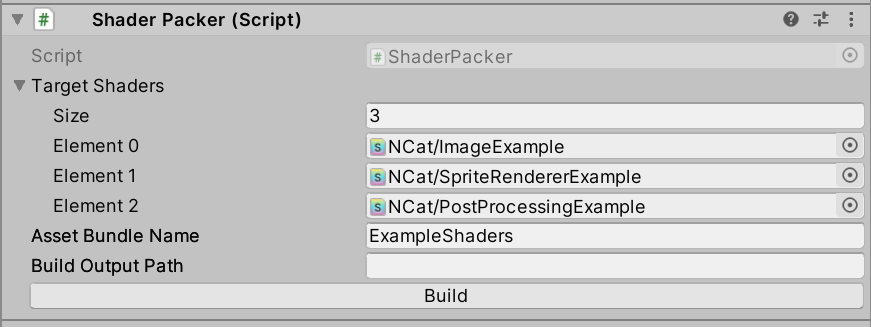 Shader Packer (Script)
Script ShaderPacker
Target Shaders
Size 3
Element 0 NCat/ImageExample
Element 1 NCat/SpriteRendererExample
Element 2 NCat/PostProcessingExample
Asset Bundle Name ExampleShaders
Build Output Path
Build